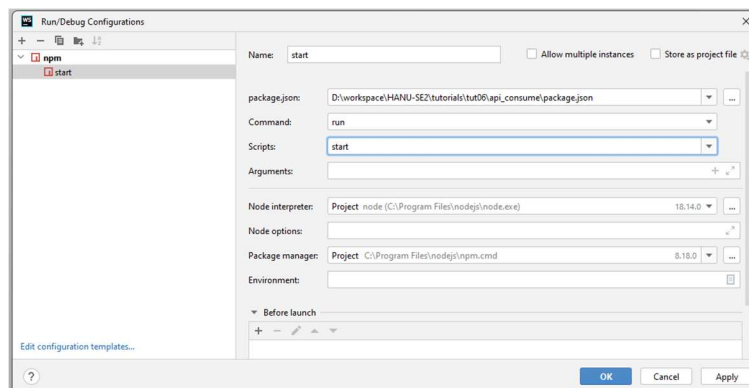 WS Run/Debug Configurations
npm
start
Name: start
Allow multiple instances
Store as project file
package.json: D:\workspace\HANU-SE2\tutorials\tut06\api_consume\package.json
Command: run
Scripts: start
Arguments:
Node interpreter: Project node (C:\Program Files\nodejs\node.exe) 18.14.0
Node options:
Package manager: Project C:\Program Files\nodejs\npm.cmd 8.18.0
Environment:
Before launch
Edit configuration templates...
? OK Cancel Apply